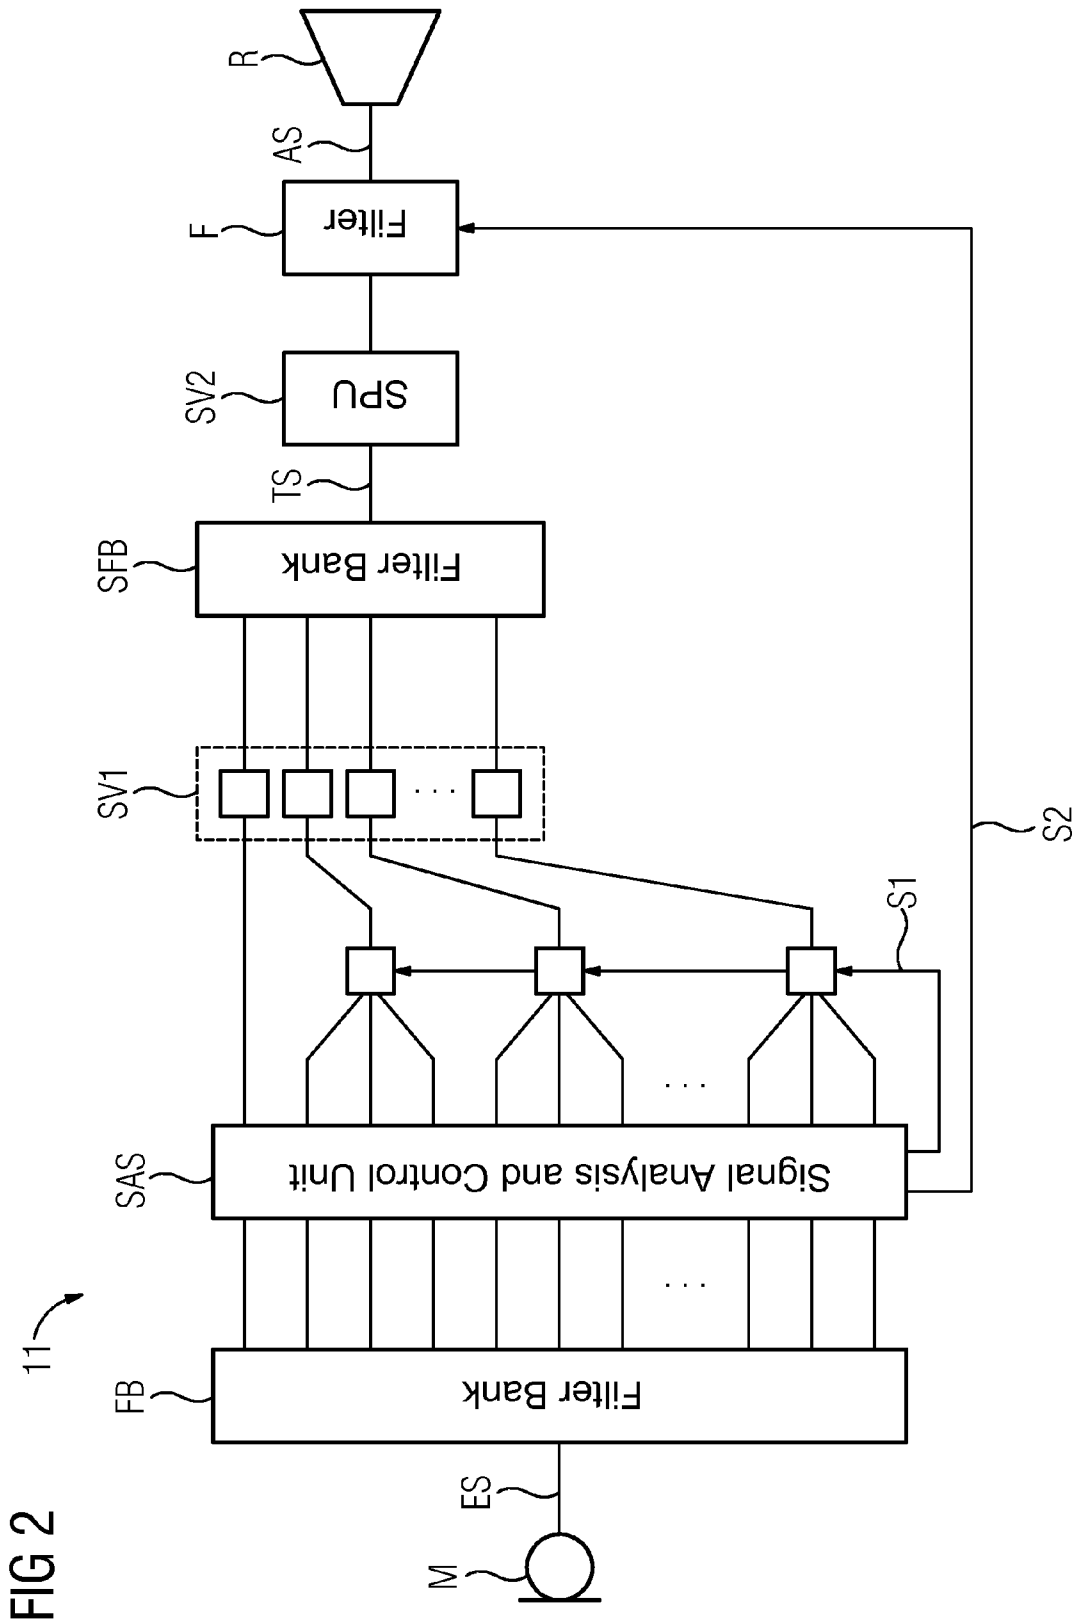 FIG 2
11
M
ES
FB
Filter Bank
SAS
Signal Analysis and Control Unit
S1
S2
. . .
. . .
SV1
. . .
SFB
Filter Bank
TS
SV2
SPU
F
Filter
AS
R